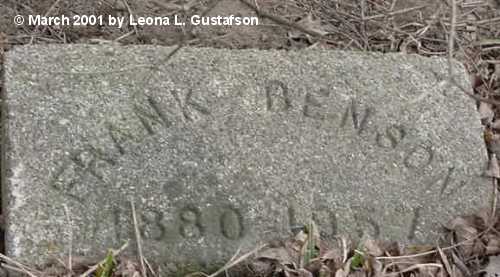 © March 2001 by Leona L. Gustafson
FRANK BENSON
1880